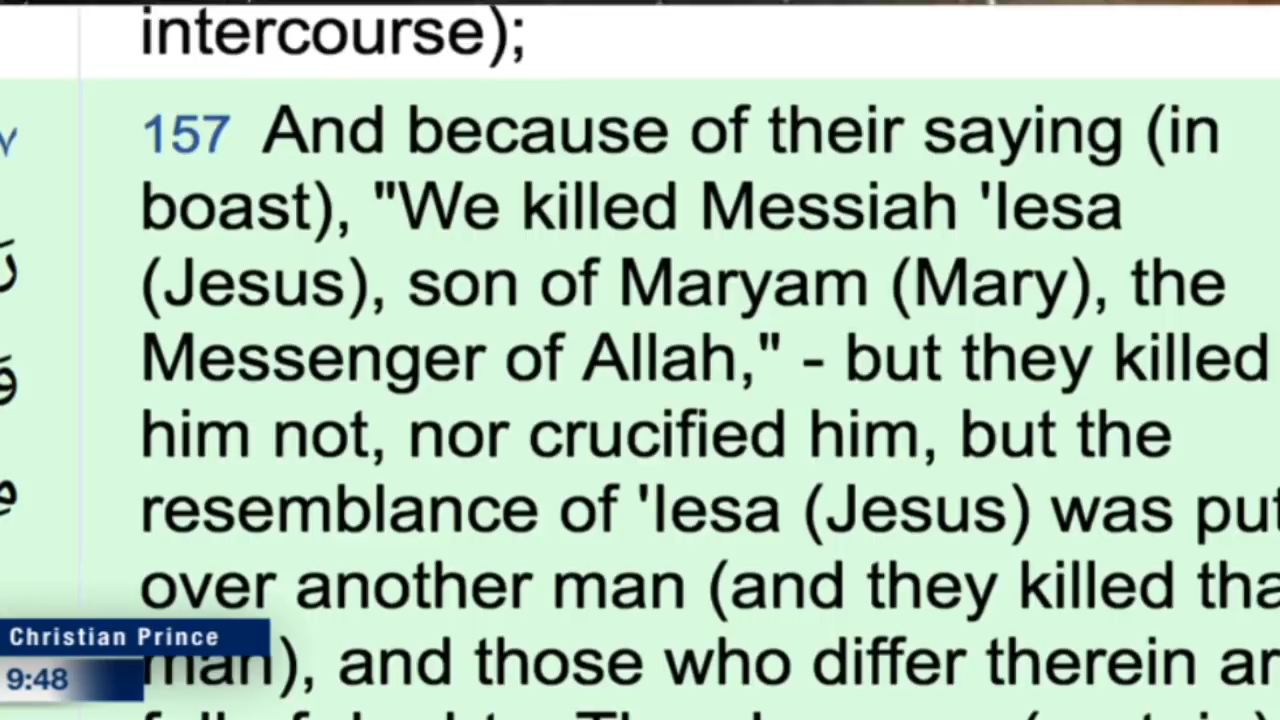 intercourse);
157 And because of their saying (in
boast), "We killed Messiah 'Iesa
(Jesus), son of Maryam (Mary), the
Messenger of Allah," - but they killed
him not, nor crucified him, but the
resemblance of 'Iesa (Jesus) was put
over another man (and they killed
man), and those who differ therein
Christian Prince
9:48